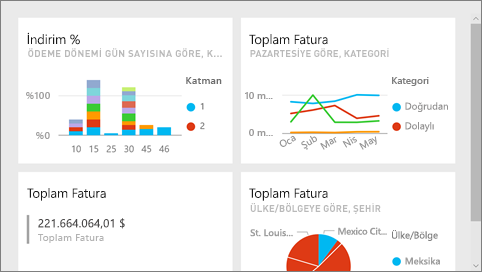 İndirim %
ÖDEME DÖNEMİ GÜN SAYISINA GÖRE, K...
Katman
%100
%0
1
2
10 15 25 30 45 46
Toplam Fatura
PAZARTESİYE GÖRE, KATEGORİ
Kategori
10 m...
0 m...
Doğrudan
Dolaylı
Oca Şub Mar Nis May
Toplam Fatura
221.664.064,01 $
Toplam Fatura
Toplam Fatura
ÜLKE/BÖLGEYE GÖRE, ŞEHİR
St. Louis...
Mexico Cit...
Ülke/Bölge
Meksika